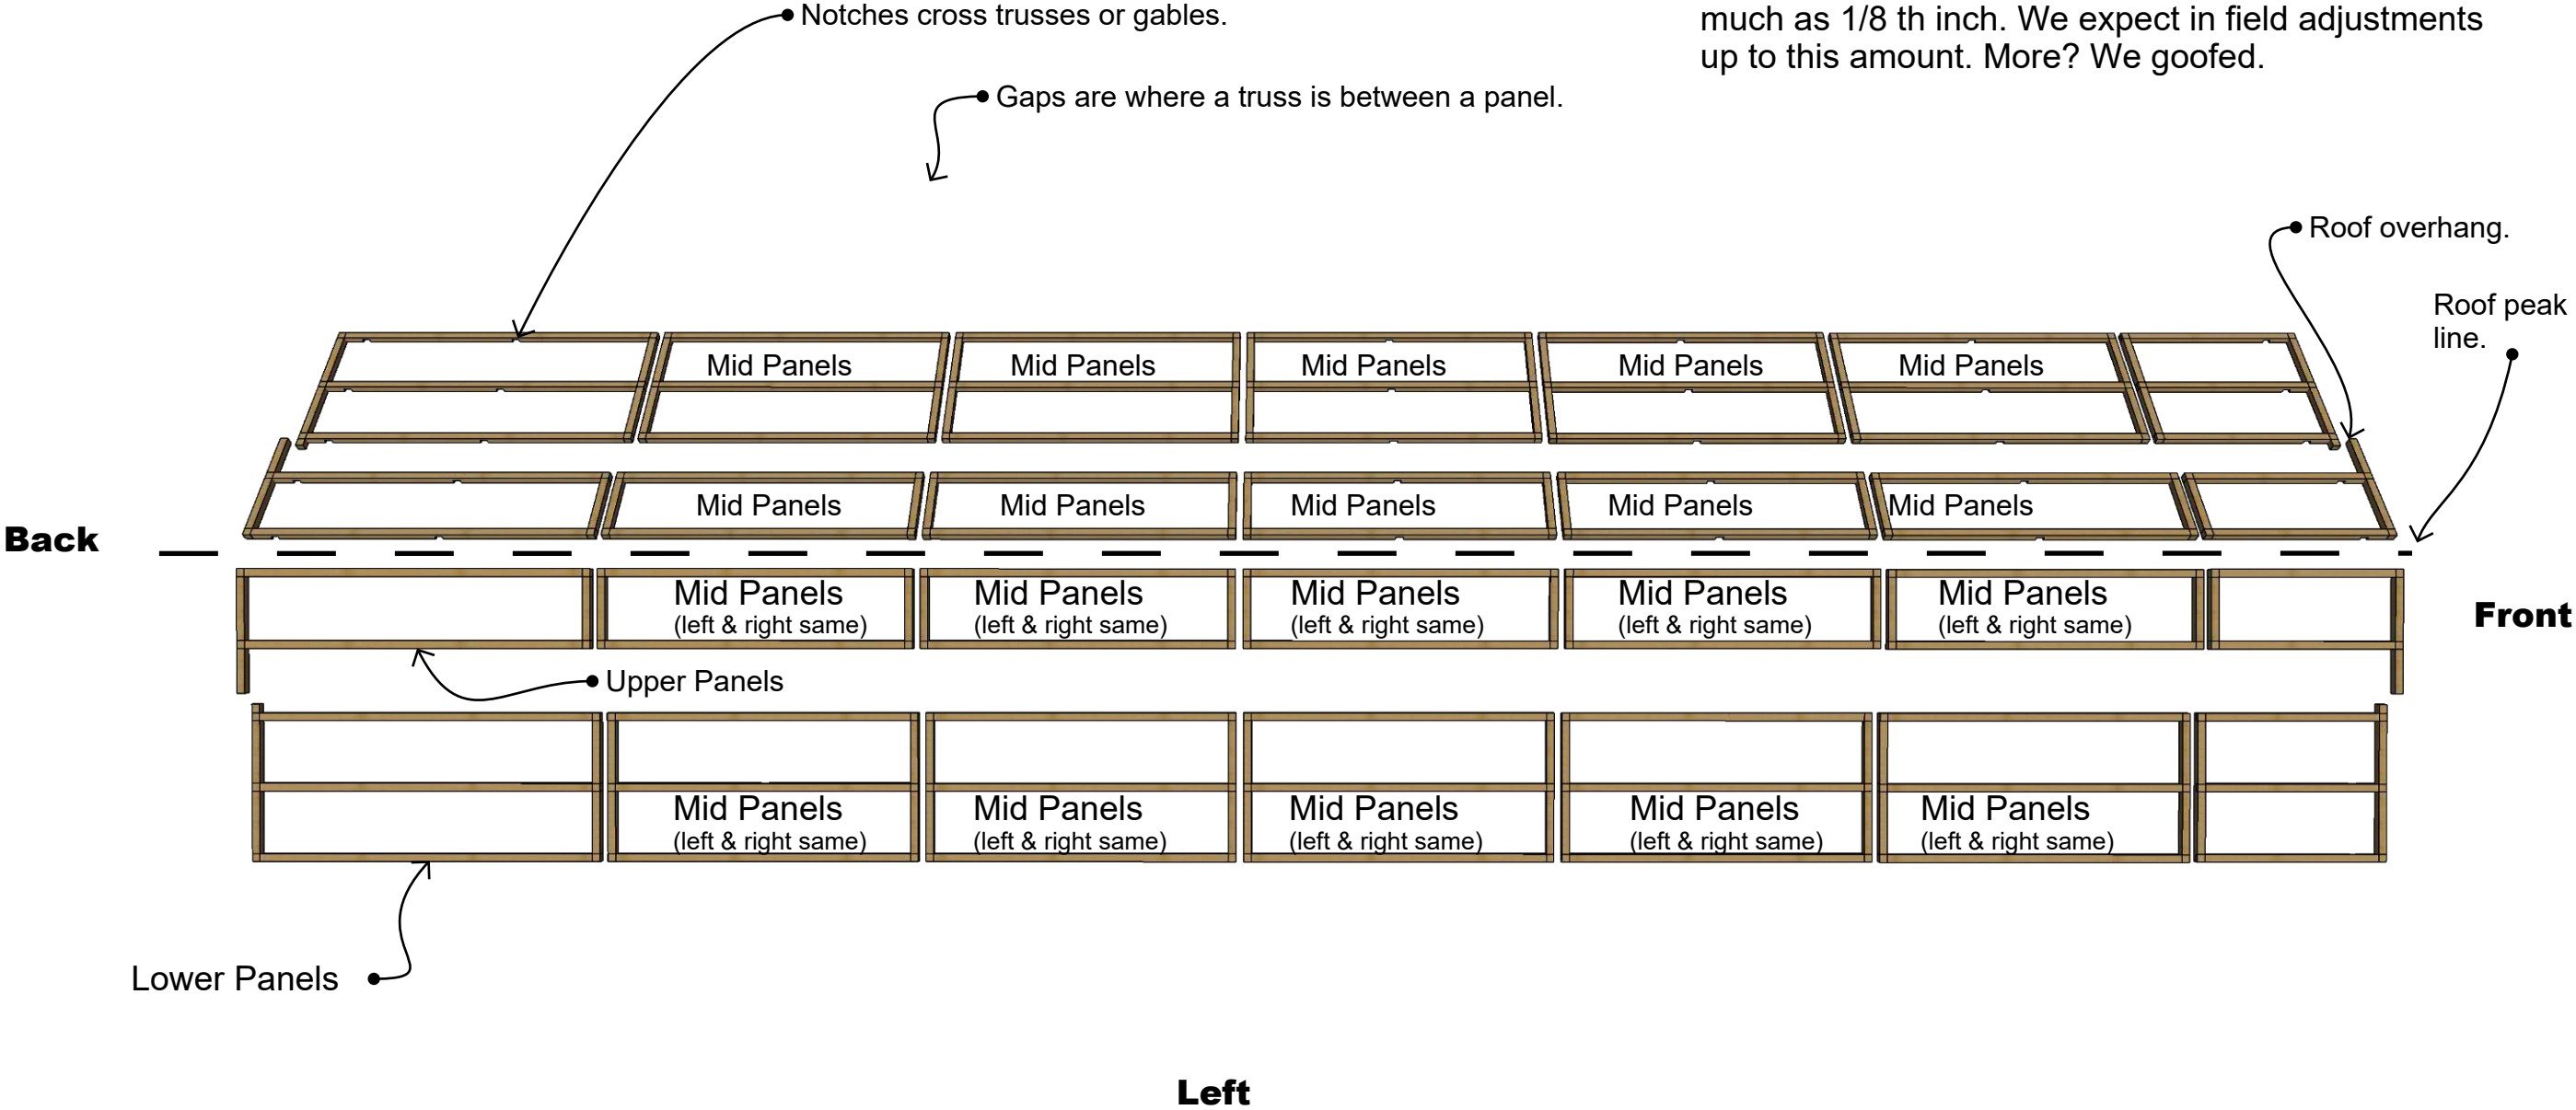 Notches cross trusses or gables.
much as 1/8 th inch. We expect in field adjustments
up to this amount. More? We goofed.
Gaps are where a truss is between a panel.
Roof overhang.
Roof peak
line.
Mid Panels
Mid Panels
Mid Panels
Mid Panels
Mid Panels
Mid Panels
Mid Panels
Mid Panels
Mid Panels
Mid Panels
Back
Mid Panels
(left & right same)
Mid Panels
(left & right same)
Mid Panels
(left & right same)
Mid Panels
(left & right same)
Mid Panels
(left & right same)
Front
Upper Panels
Mid Panels
(left & right same)
Mid Panels
(left & right same)
Mid Panels
(left & right same)
Mid Panels
(left & right same)
Mid Panels
(left & right same)
Lower Panels
Left